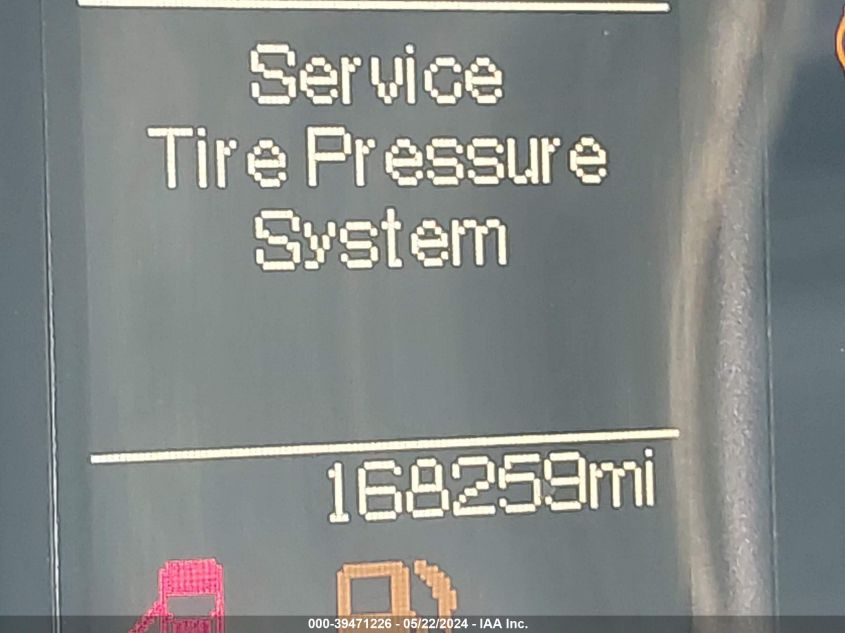 Service
Tire Pressure
System
168259mi
000-39471226 - 05/22/2024 - IAA Inc.